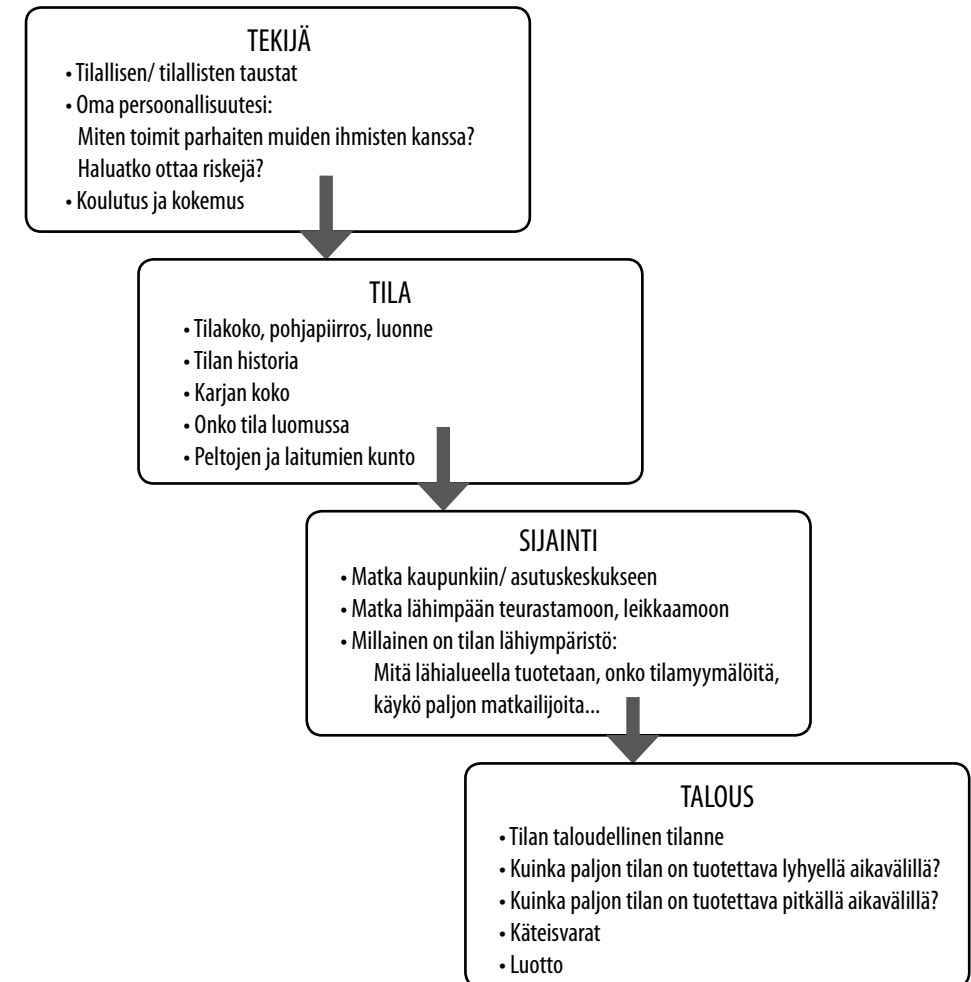 TEKIJÄ
• Tilallisen/ tilallisten taustat
• Oma persoonallisuutesi:
Miten toimit parhaiten muiden ihmisten kanssa?
Haluatko ottaa riskejä?
• Koulutus ja kokemus
TILA
• Tilakoko, pohjapiirros, luonne
• Tilan historia
• Karjan koko
• Onko tila luomussa
• Peltojen ja laitumien kunto
SIJAINTI
• Matka kaupunkiin/ asutuskeskukseen
• Matka lähimpään teurastamoon, leikkaamoon
• Millainen on tilan lähiympäristö:
Mitä lähialueella tuotetaan, onko tilamyymälöitä,
käykö paljon matkailijoita...
TALOUS
• Tilan taloudellinen tilanne
• Kuinka paljon tilan on tuotettava lyhyellä aikavälillä?
• Kuinka paljon tilan on tuotettava pitkällä aikavälillä?
• Käteisvarat
• Luotto